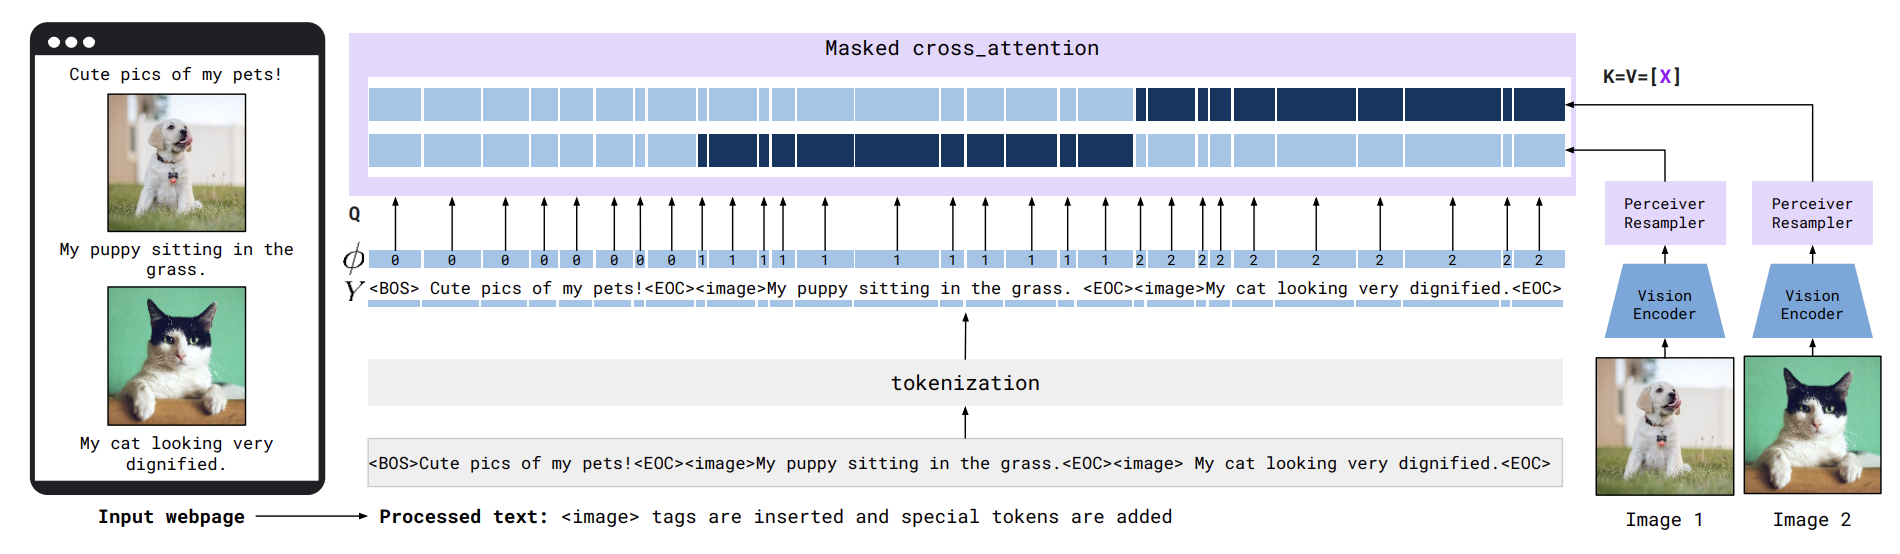 Cute pics of my pets!
My puppy sitting in the
grass.
My cat looking very
dignified.
Input webpage
Masked cross_attention
K=V=[X]
Q
ϕ 0 0 0 0 0 0 0 0 1 1 1 1 1 1 1 1 1 1 1 2 2 2 2 2 2 2 2 2 2
Y <BOS> Cute pics of my pets!<EOC><image>My puppy sitting in the grass. <EOC><image>My cat looking very dignified.<EOC>
tokenization
<BOS>Cute pics of my pets!<EOC><image>My puppy sitting in the grass.<EOC><image> My cat looking very dignified.<EOC>
Processed text: <image> tags are inserted and special tokens are added
Perceiver
Resampler
Perceiver
Resampler
Vision
Encoder
Vision
Encoder
Image 1
Image 2